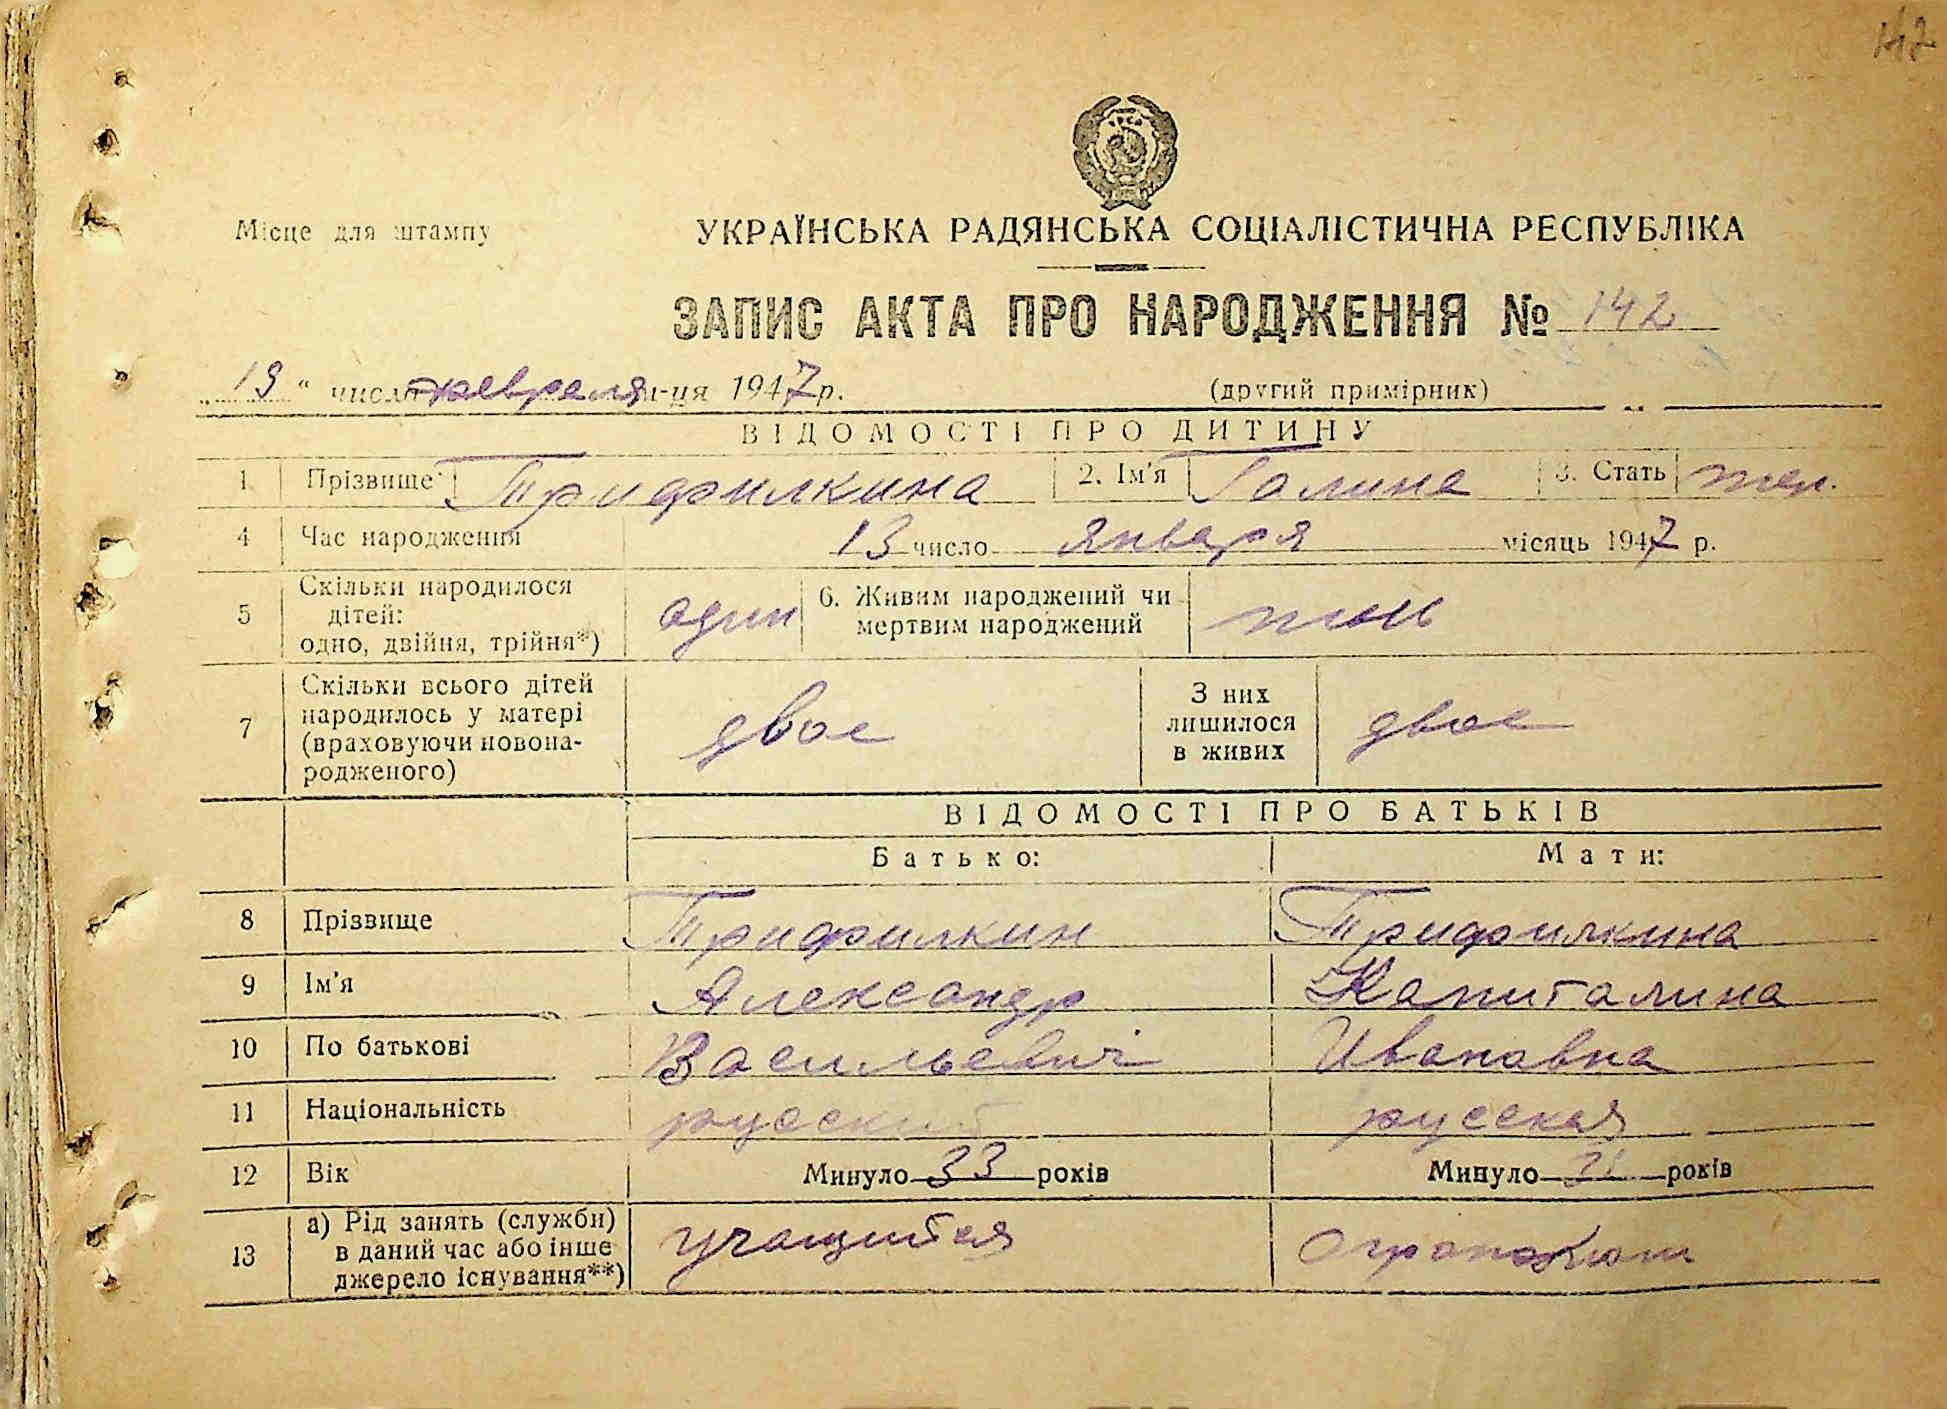 142
Місце для штампу
УКРАЇНСЬКА РАДЯНСЬКА СОЦІАЛІСТИЧНА РЕСПУБЛІКА
ЗАПИС АКТА ПРО НАРОДЖЕННЯ № 142
„ 13 “ число февраля м-ця 1947 р. (другий примірник)
ВІДОМОСТІ ПРО ДИТИНУ
1 Прізвище Трифилкина 2. Ім'я Галина 3. Стать жен.
4 Час народження 13 число января місяць 1947 р.
5 Скільки народилося дітей: одно, двійня, трійня*) один 6. Живим народжений чи мертвим народжений
7 Скільки всього дітей народилось у матері (враховуючи новонародженого) двое З них лишилося в живих двое
ВІДОМОСТІ ПРО БАТЬКІВ
Батько: Мати:
8 Прізвище Трифилкин Трифилкина
9 Ім'я Александр Капиталина
10 По батькові Васильевич Ивановна
11 Національність русский русская
12 Вік Минуло 33 років Минуло років
13 а) Рід занять (служби) в даний час або інше джерело існування**) учащийся